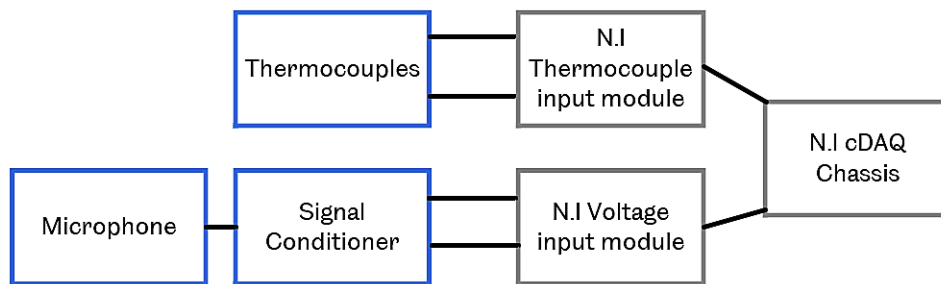 Thermocouples
N.I
Thermocouple
input module
N.I cDAQ
Chassis
Microphone
Signal
Conditioner
N.I Voltage
input module